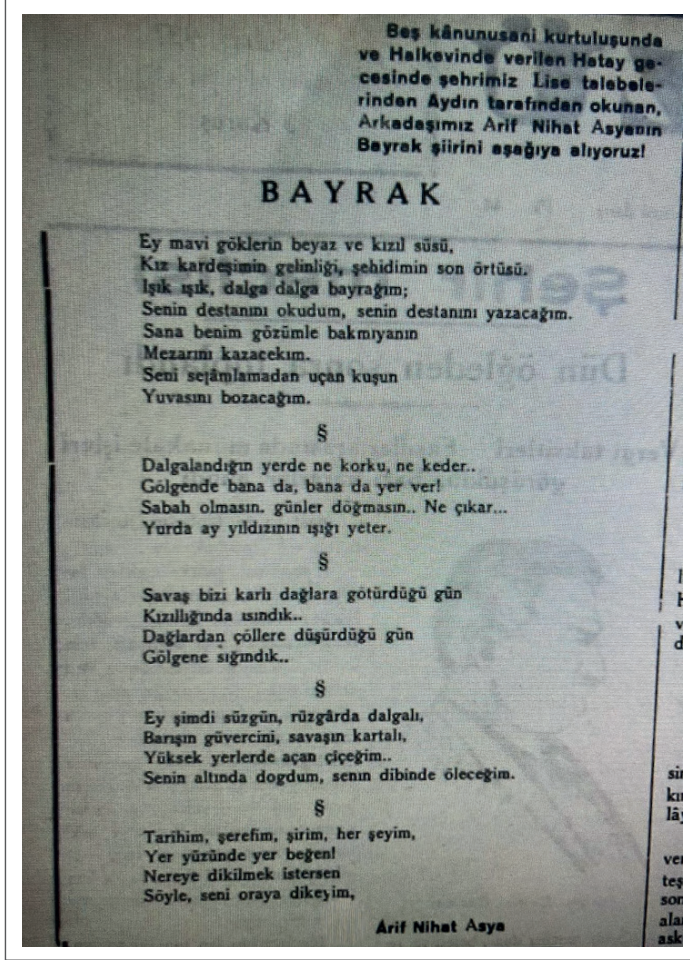 Beş kânunusani kurtuluşunda
ve Halkevinde verilen Hatay ge-
cesinde şehrimiz Lise talebele-
rinden Aydın tarafından okunan,
Arkadaşımız Arif Nihat Asyanın
Bayrak şiirini aşağıya alıyoruz!
BAYRAK
Ey mavi göklerin beyaz ve kızıl süsü,
Kız kardeşimin gelinliği, şehidimin son örtüsü.
Işık ışık, dalga dalga bayrağım;
Senin destanını okudum, senin destanını yazacağım.
Sana benim gözümle bakmıyanın
Mezarını kazacekım.
Seni selâmlamadan uçan kuşun
Yuvasını bozacağım.
§
Dalgalandığın yerde ne korku, ne keder..
Gölgende bana da, bana da yer ver!
Sabah olmasın. günler döğmasın.. Ne çıkar...
Yurda ay yıldızının ışığı yeter.
§
Savaş bizi karlı dağlara götürdüğü gün
Kızıllığında ısındık..
Dağlardan çöllere düşürdüğü gün
Gölgene sığındık..
§
Ey şimdi süzgün, rüzgârda dalgalı,
Barışın güvercini, savaşın kartalı,
Yüksek yerlerde açan çiçeğim..
Senin altında dogdum, senın dibinde öleceğim.
§
Tarihim, şerefim, şirim, her şeyim,
Yer yüzünde yer beğen!
Nereye dikilmek istersen
Söyle, seni oraya dikeyim,
Arif Nihat Asya